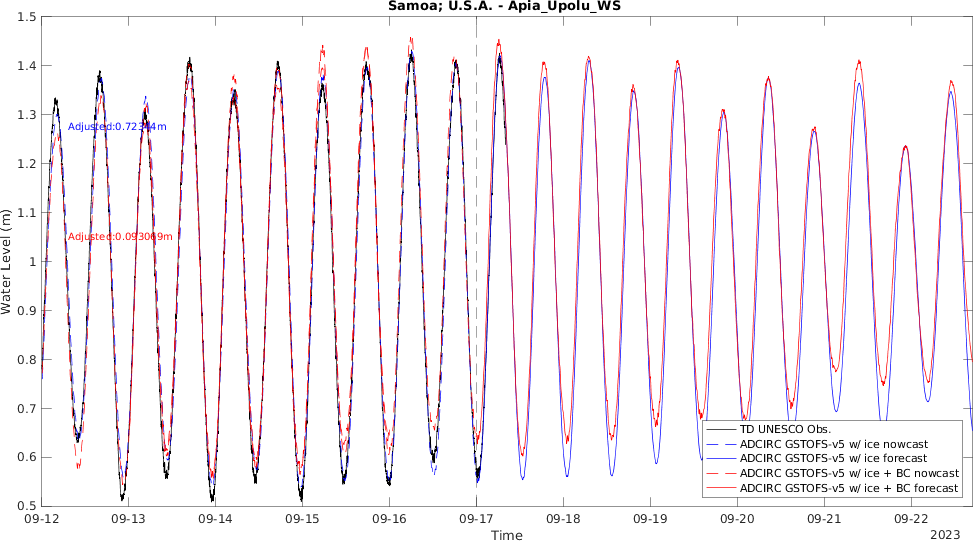 Samoa; U.S.A. - Apia_Upolu_WS
Water Level (m)
1.5
1.4
1.3
1.2
1.1
1
0.9
0.8
0.7
0.6
0.5
Adjusted:0.72344m
Adjusted:0.093069m
TD UNESCO Obs.
ADCIRC GSTOFS-v5 w/ ice nowcast
ADCIRC GSTOFS-v5 w/ ice forecast
ADCIRC GSTOFS-v5 w/ ice + BC nowcast
ADCIRC GSTOFS-v5 w/ ice + BC forecast
09-12 09-13 09-14 09-15 09-16 09-17 09-18 09-19 09-20 09-21 09-22
Time
2023